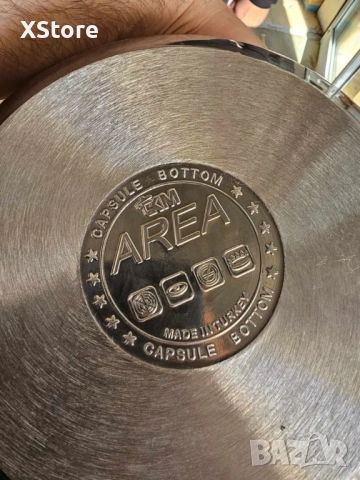 XStore
CAPSULE BOTTOM
AREA
MADE IN TURKEY
CAPSULE BOTTOM
BAZAR